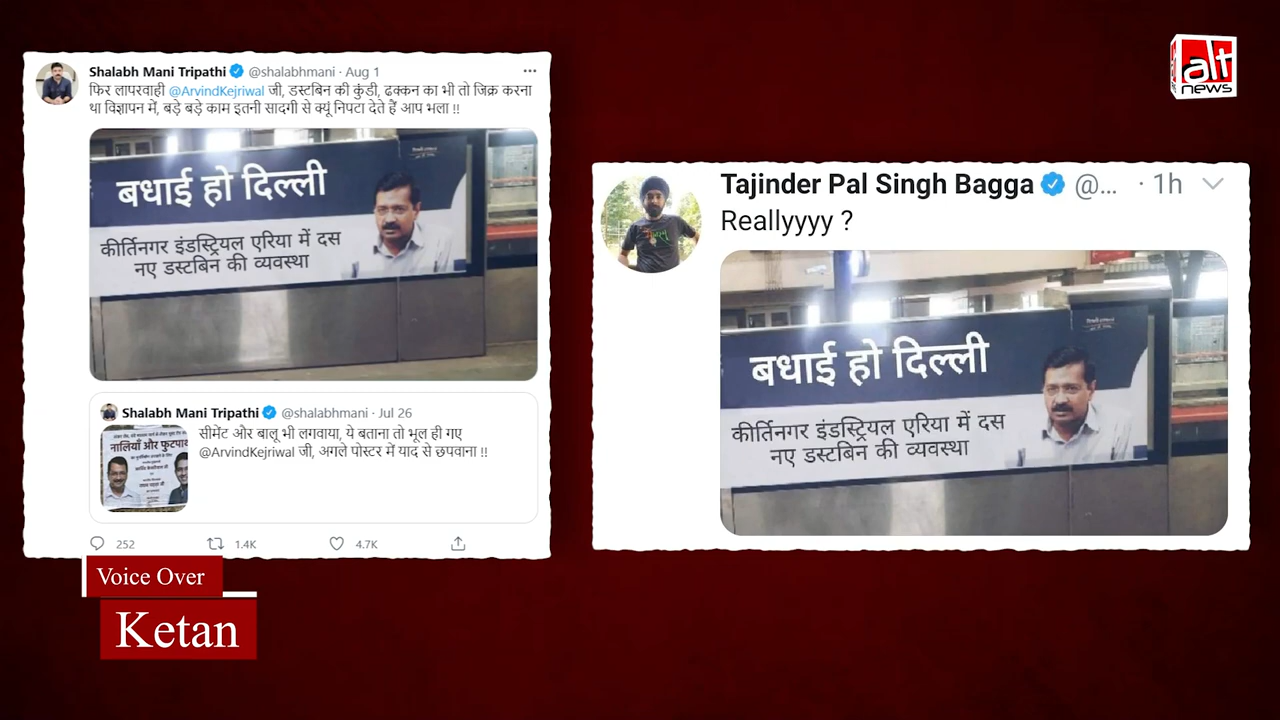 Shalabh Mani Tripathi @shalabhmani · Aug 1
फिर लापरवाही @ArvindKejriwal जी, डस्टबिन की कुंडी, ढक्कन का भी तो जिक्र करना
था विज्ञापन में, बड़े बड़े काम इतनी सादगी से क्यूं निपटा देते हैं आप भला !!
बधाई हो दिल्ली
कीर्तिनगर इंडस्ट्रियल एरिया में दस
नए डस्टबिन की व्यवस्था
Shalabh Mani Tripathi @shalabhmani · Jul 26
सीमेंट और बालू भी लगवाया, ये बताना तो भूल ही गए
@ArvindKejriwal जी, अगले पोस्टर में याद से छपवाना !!
नालियाँ और फुटपाथ
252 1.4K 4.7K
alt
news
Tajinder Pal Singh Bagga @... · 1h
Reallyyyy ?
बधाई हो दिल्ली
कीर्तिनगर इंडस्ट्रियल एरिया में दस
नए डस्टबिन की व्यवस्था
Voice Over
Ketan